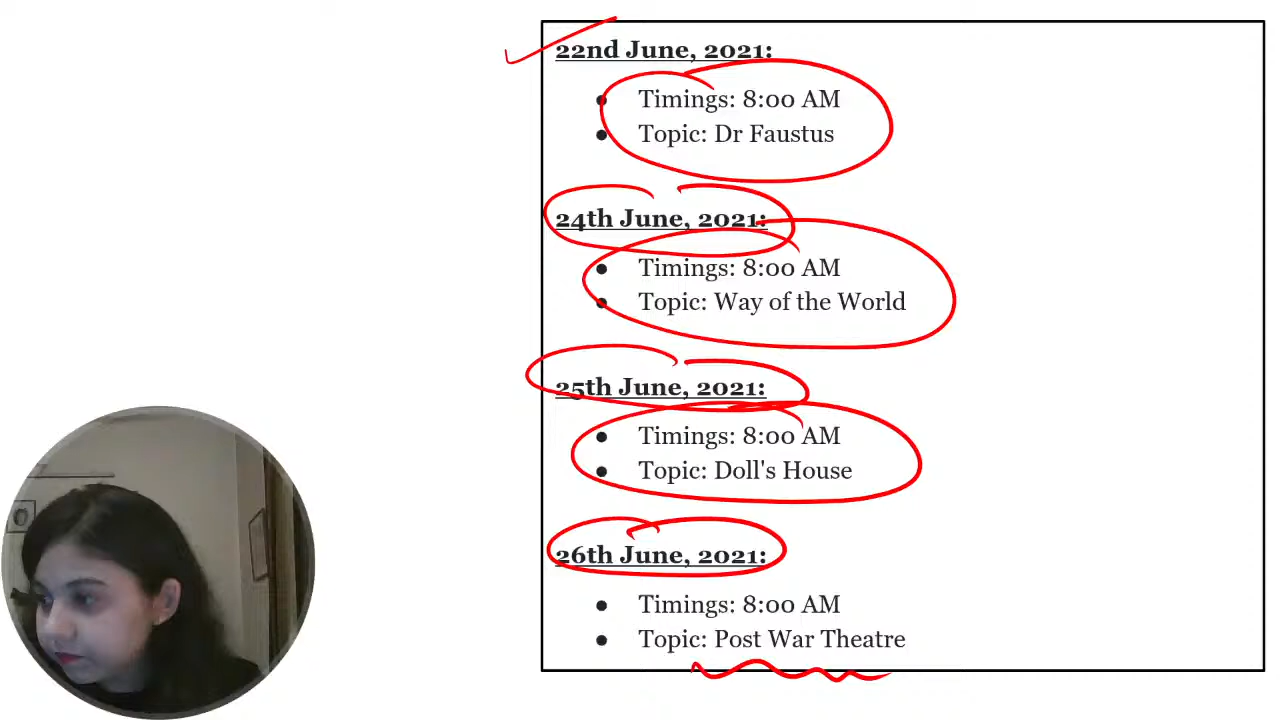 22nd June, 2021:
● Timings: 8:00 AM
● Topic: Dr Faustus
24th June, 2021:
● Timings: 8:00 AM
● Topic: Way of the World
25th June, 2021:
● Timings: 8:00 AM
● Topic: Doll's House
26th June, 2021:
● Timings: 8:00 AM
● Topic: Post War Theatre